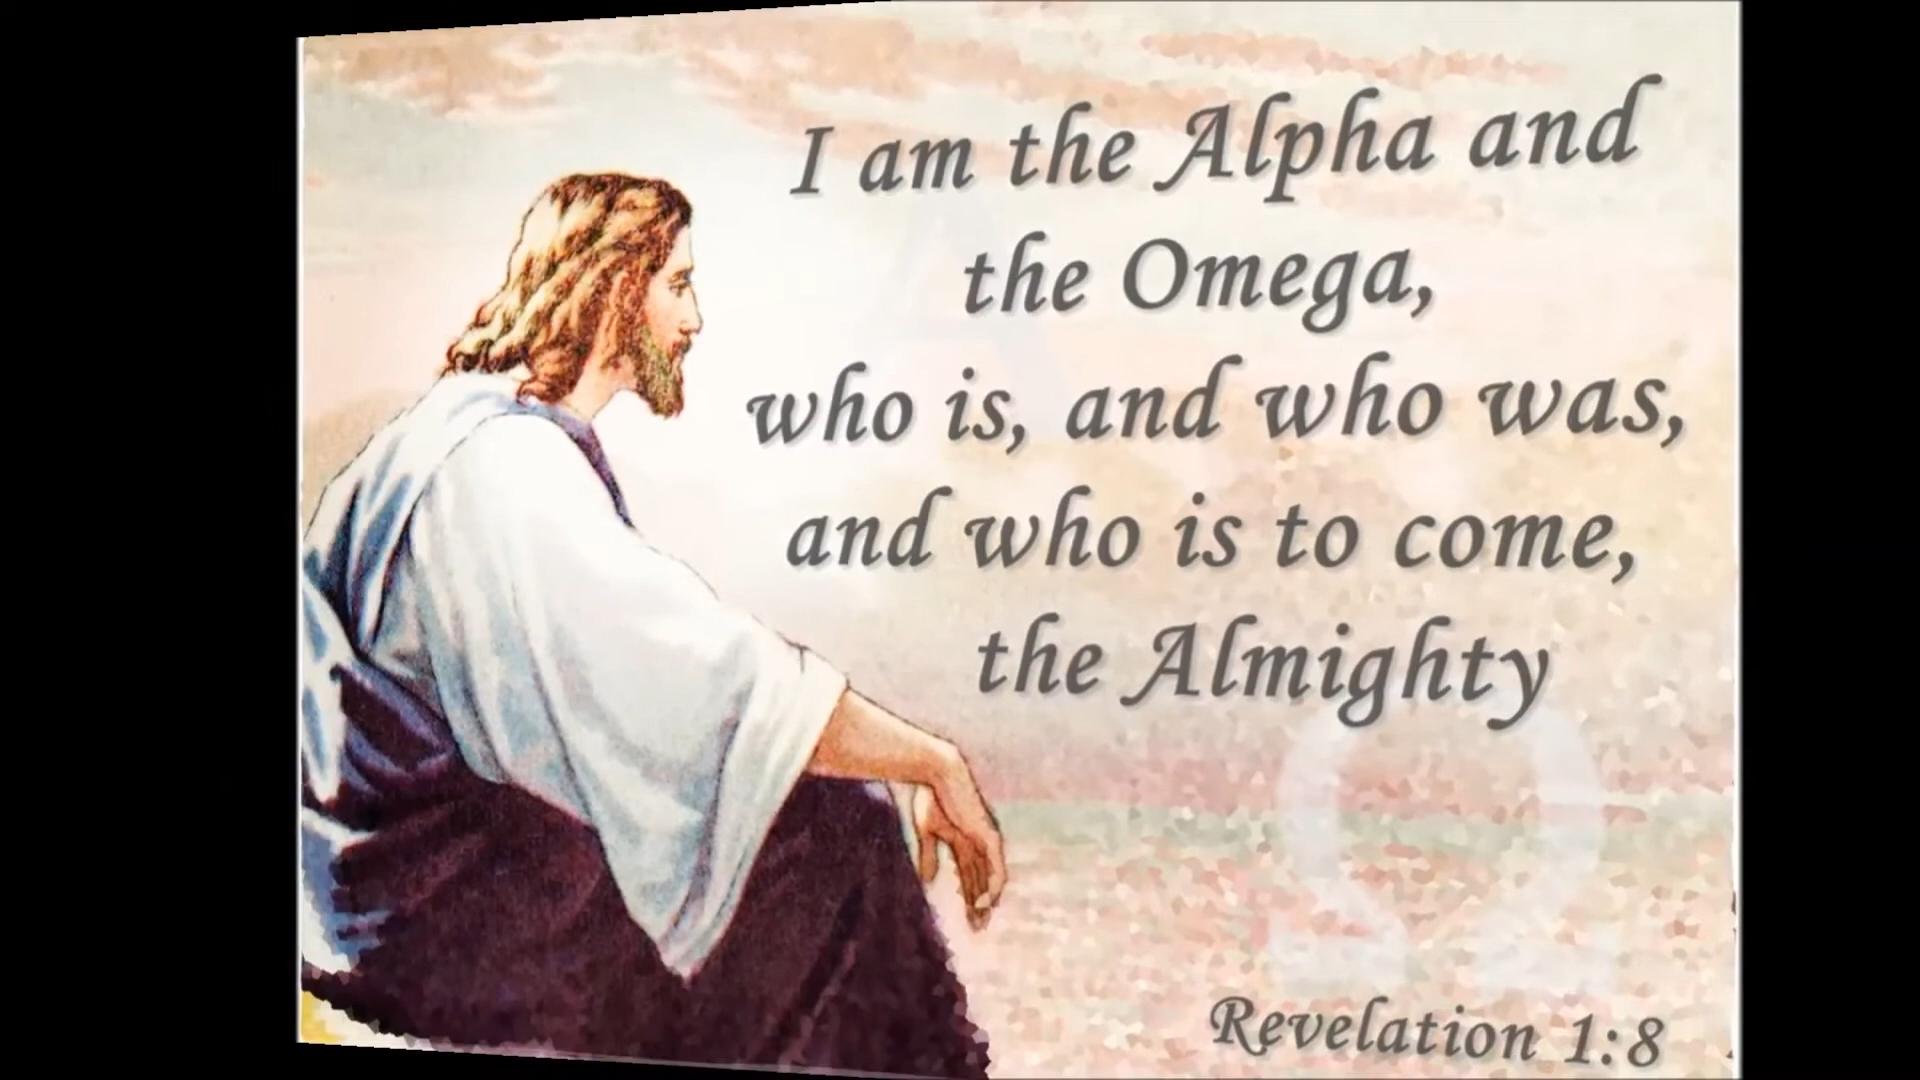 I am the Alpha and
the Omega,
who is, and who was,
and who is to come,
the Almighty
Ω
Revelation 1:8